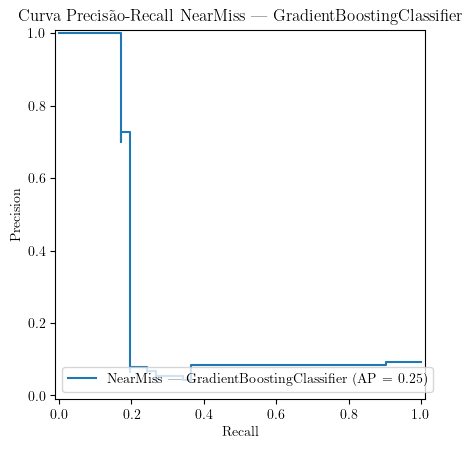 Curva Precisão-Recall NearMiss — GradientBoostingClassifier
1.0
0.8
0.6
0.4
0.2
0.0
Precision
NearMiss — GradientBoostingClassifier (AP = 0.25)
0.0 0.2 0.4 0.6 0.8 1.0
Recall